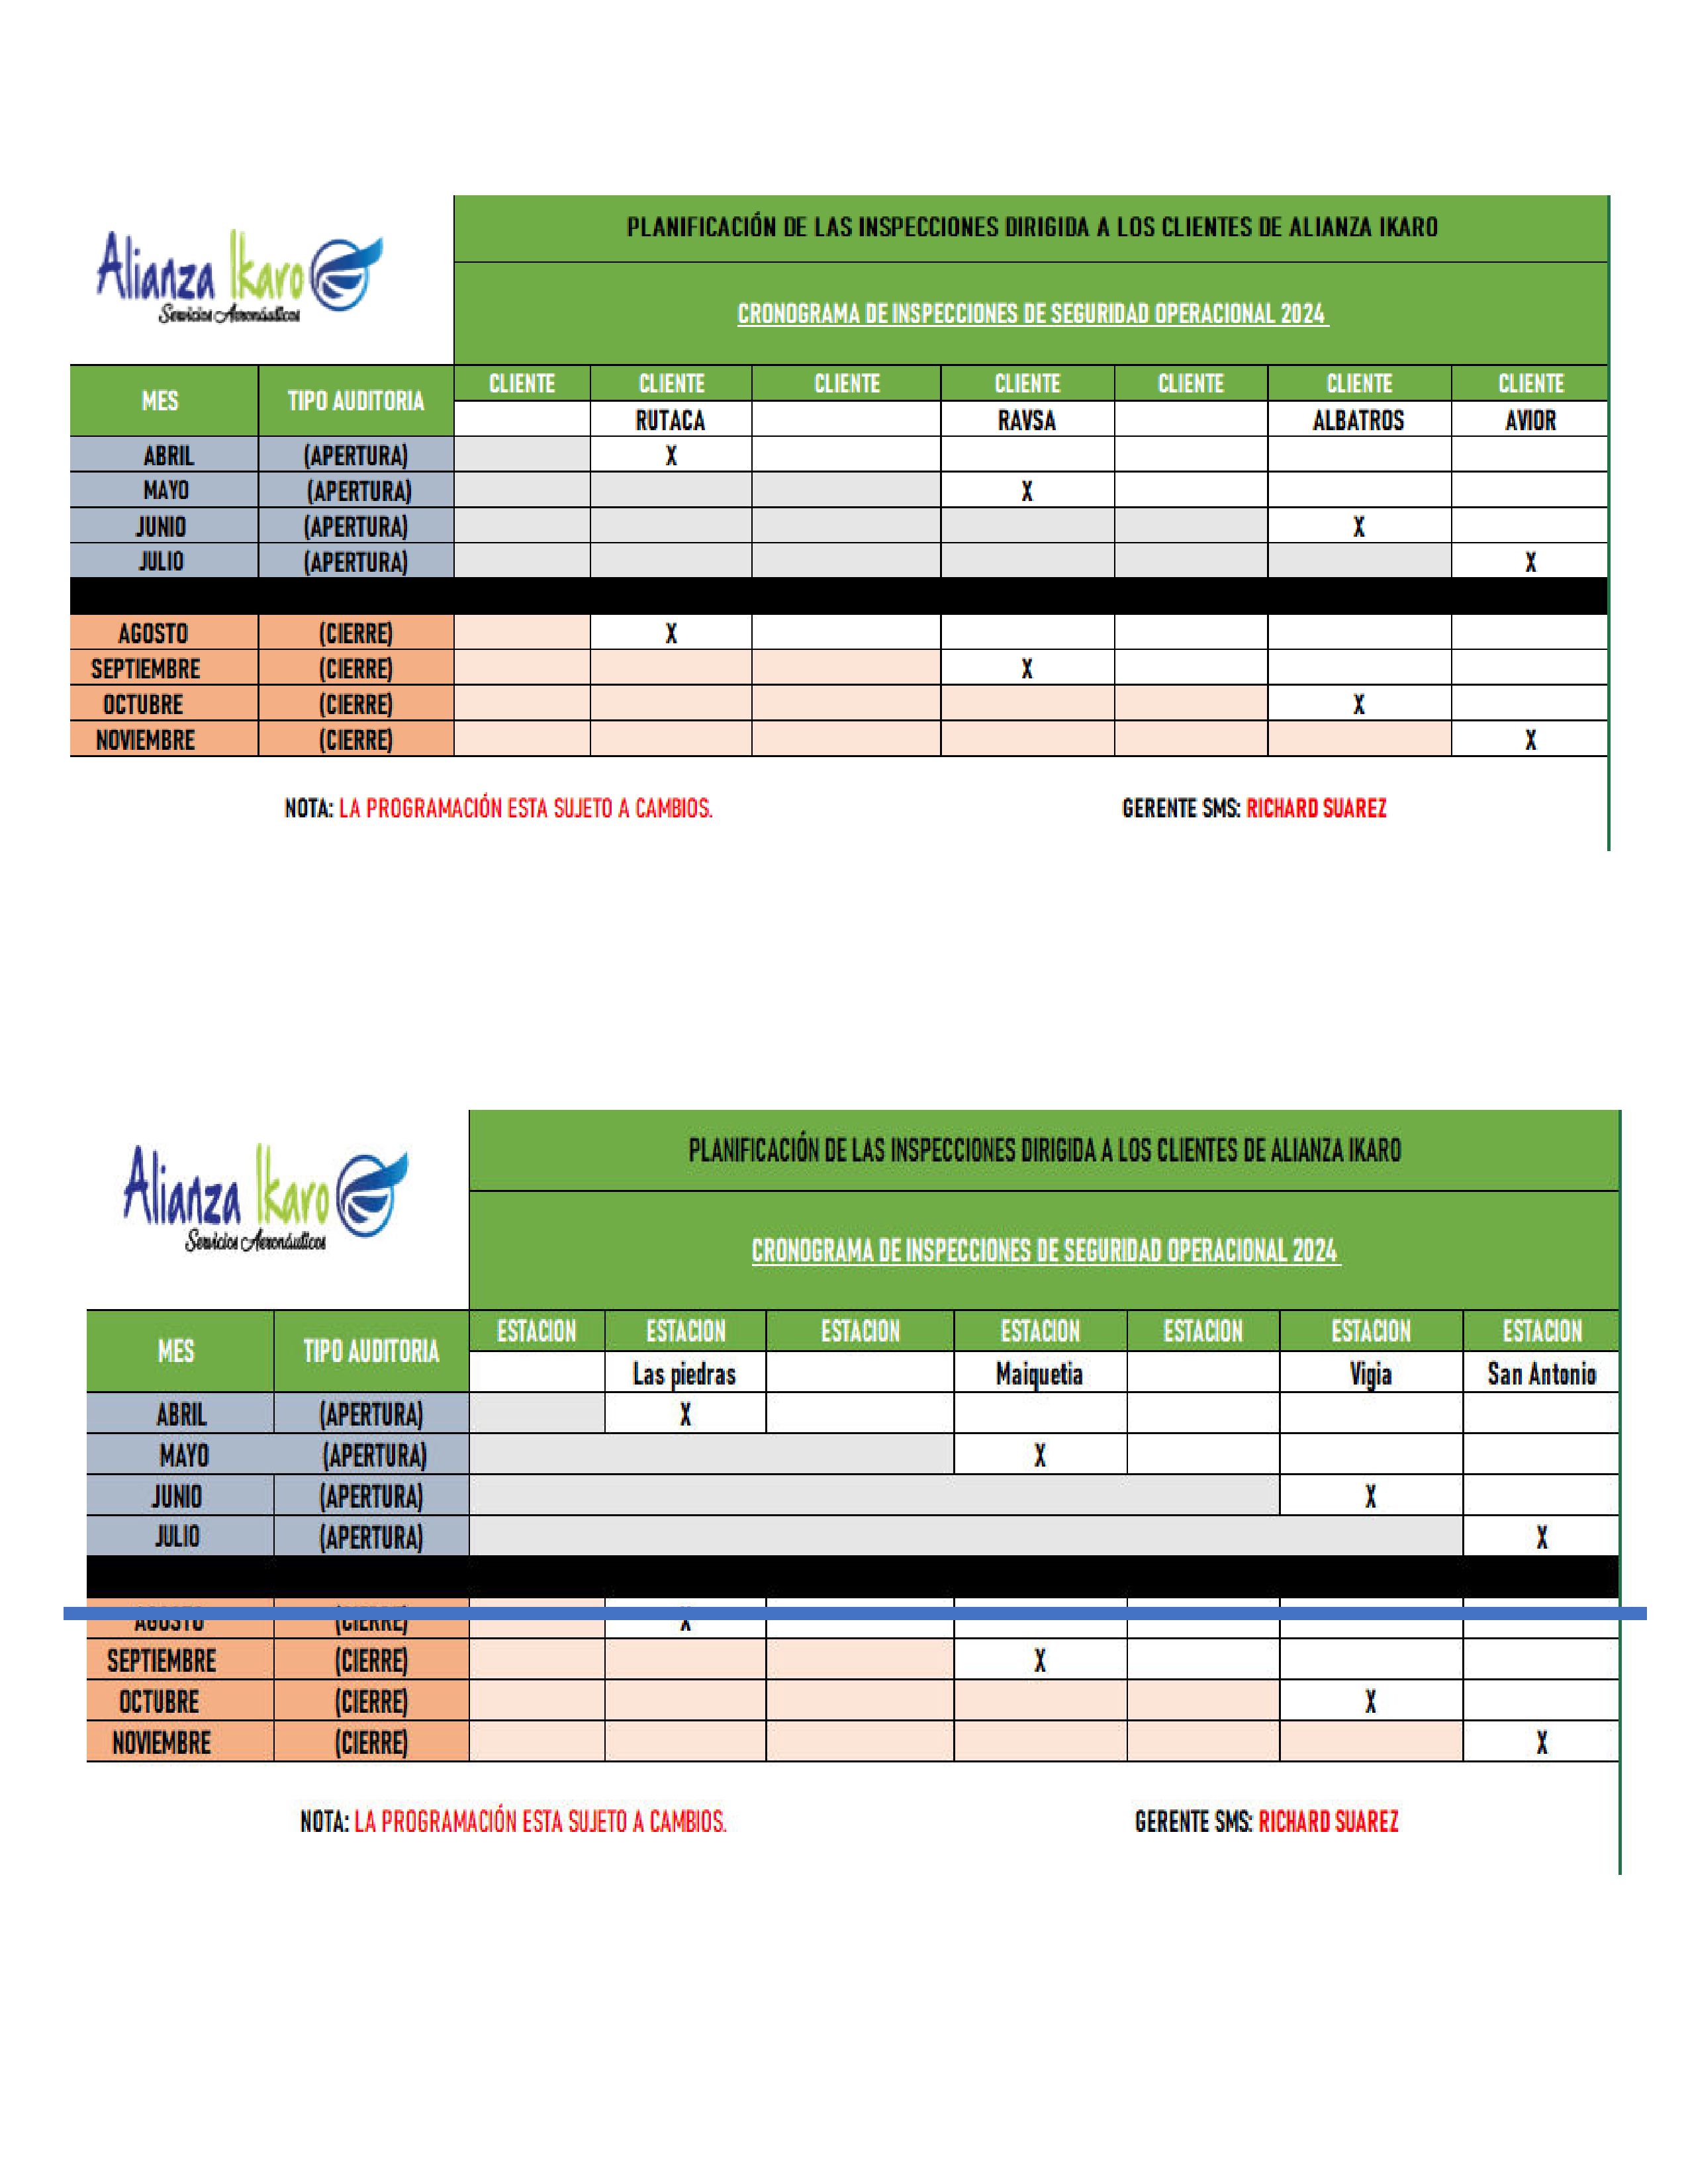 Alianza Ikaro
Servicios Aeronáuticos
PLANIFICACIÓN DE LAS INSPECCIONES DIRIGIDA A LOS CLIENTES DE ALIANZA IKARO
CRONOGRAMA DE INSPECCIONES DE SEGURIDAD OPERACIONAL 2024
MES TIPO AUDITORIA CLIENTE CLIENTE CLIENTE CLIENTE CLIENTE CLIENTE CLIENTE
RUTACA RAVSA ALBATROS AVIOR
ABRIL (APERTURA) X
MAYO (APERTURA) X
JUNIO (APERTURA) X
JULIO (APERTURA) X
AGOSTO (CIERRE) X
SEPTIEMBRE (CIERRE) X
OCTUBRE (CIERRE) X
NOVIEMBRE (CIERRE) X
NOTA: LA PROGRAMACIÓN ESTA SUJETO A CAMBIOS. GERENTE SMS: RICHARD SUAREZ
Alianza Ikaro
Servicios Aeronáuticos
PLANIFICACIÓN DE LAS INSPECCIONES DIRIGIDA A LOS CLIENTES DE ALIANZA IKARO
CRONOGRAMA DE INSPECCIONES DE SEGURIDAD OPERACIONAL 2024
MES TIPO AUDITORIA ESTACION ESTACION ESTACION ESTACION ESTACION ESTACION ESTACION
Las piedras Maiquetia Vigia San Antonio
ABRIL (APERTURA) X
MAYO (APERTURA) X
JUNIO (APERTURA) X
JULIO (APERTURA) X
AGOSTO (CIERRE) X
SEPTIEMBRE (CIERRE) X
OCTUBRE (CIERRE) X
NOVIEMBRE (CIERRE) X
NOTA: LA PROGRAMACIÓN ESTA SUJETO A CAMBIOS. GERENTE SMS: RICHARD SUAREZ